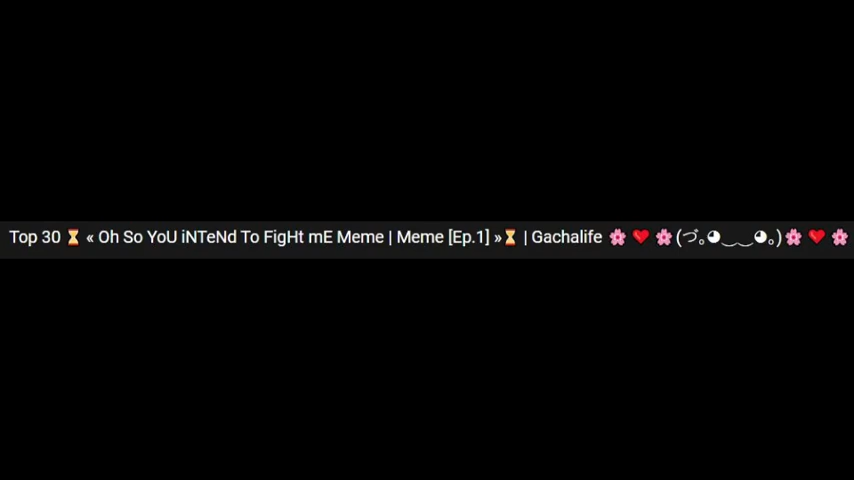 Top 30 ⏳ « Oh So YoU iNTeNd To FigHt mE Meme | Meme [Ep.1] »⏳ | Gachalife 🌸 ❤️ 🌸(づ｡◕‿‿◕｡)🌸 ❤️ 🌸